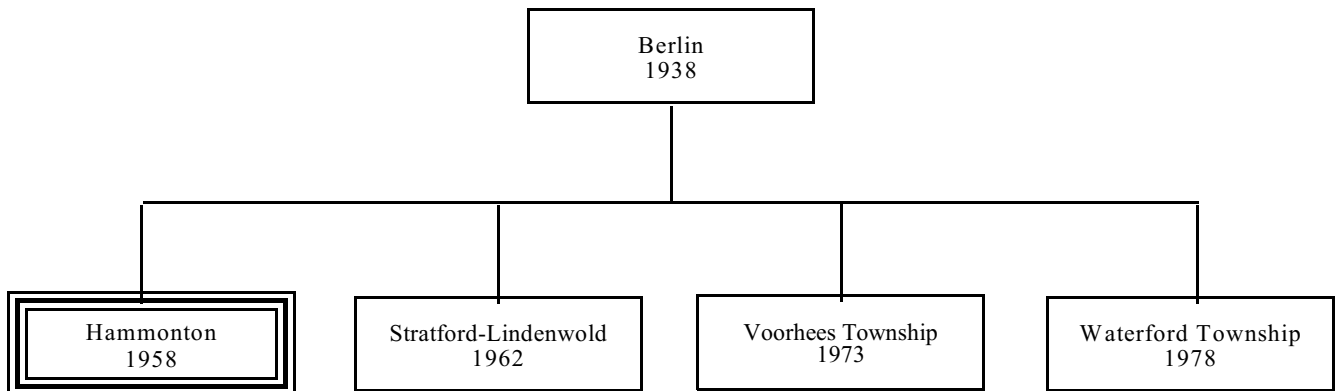 Berlin
1938
Hammonton
1958
Stratford-Lindenwold
1962
Voorhees Township
1973
Waterford Township
1978